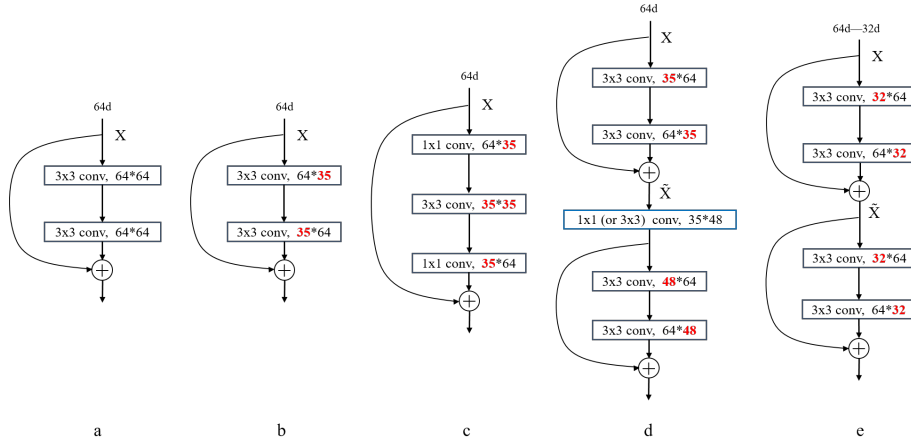 64d
X
3x3 conv, 64*64
3x3 conv, 64*64
a
64d
X
3x3 conv, 64*35
3x3 conv, 35*64
b
64d
X
1x1 conv, 64*35
3x3 conv, 35*35
1x1 conv, 35*64
c
64d
X
3x3 conv, 35*64
3x3 conv, 64*35
X̃
1x1 (or 3x3) conv, 35*48
3x3 conv, 48*64
3x3 conv, 64*48
d
64d—32d
X
3x3 conv, 32*64
3x3 conv, 64*32
X̃
3x3 conv, 32*64
3x3 conv, 64*32
e